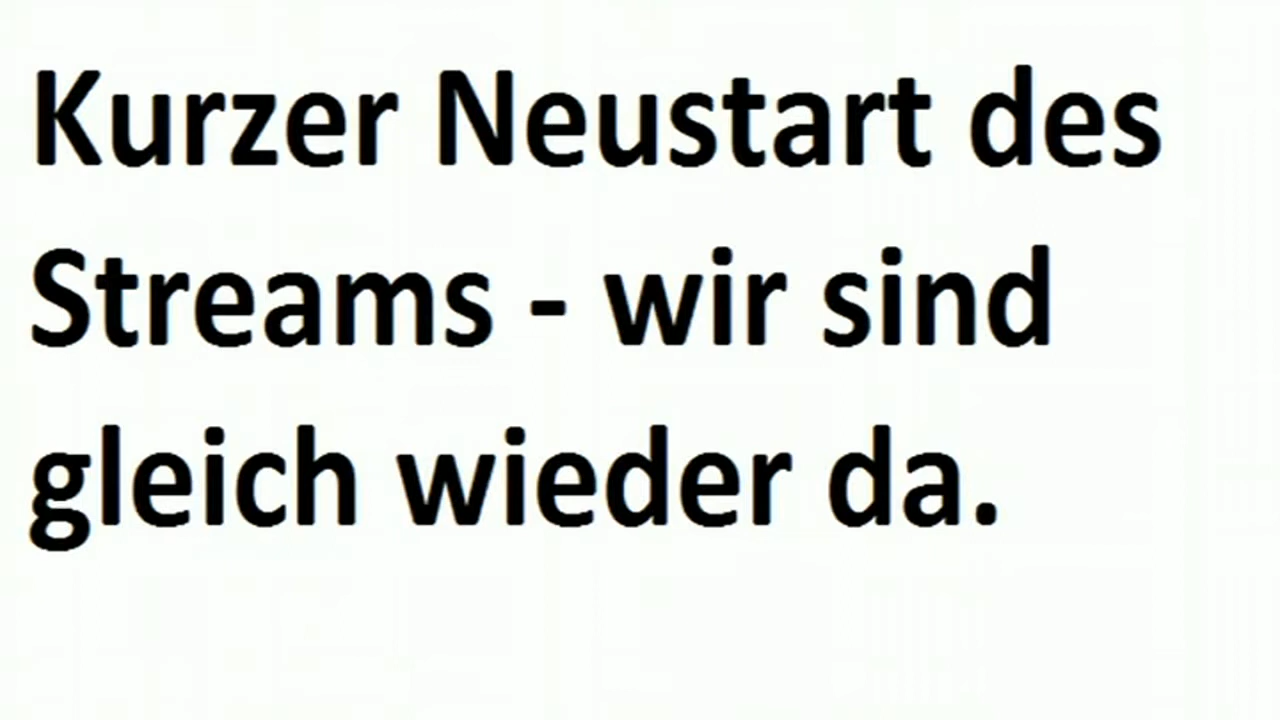 Kurzer Neustart des
Streams - wir sind
gleich wieder da.